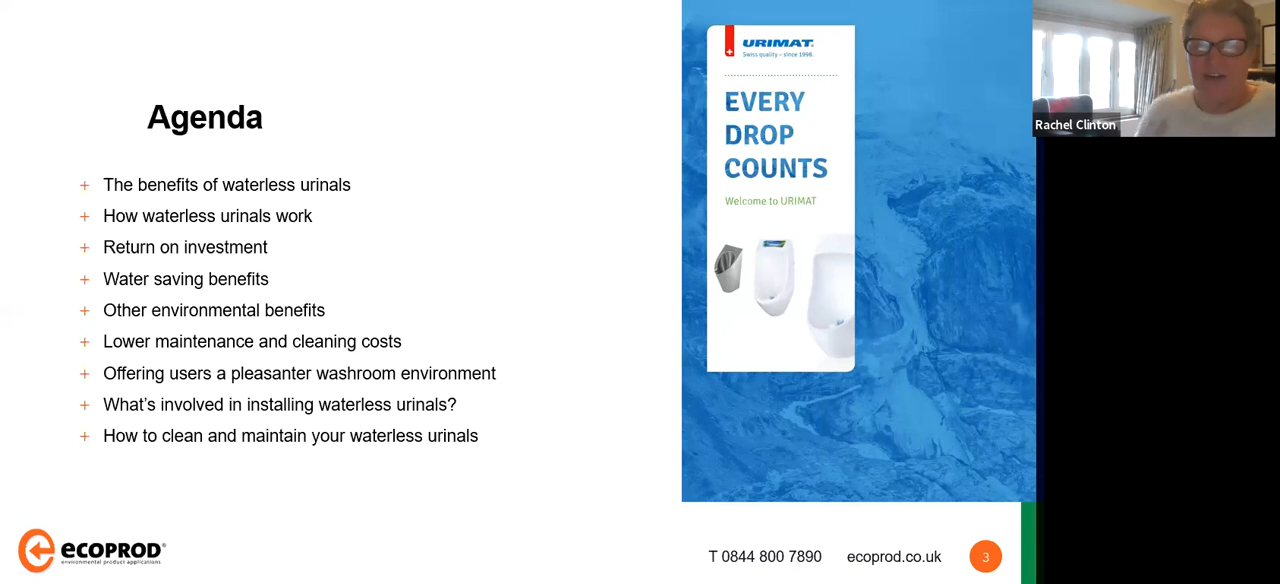 Agenda
+ The benefits of waterless urinals
+ How waterless urinals work
+ Return on investment
+ Water saving benefits
+ Other environmental benefits
+ Lower maintenance and cleaning costs
+ Offering users a pleasanter washroom environment
+ What's involved in installing waterless urinals?
+ How to clean and maintain your waterless urinals
URIMAT®
Swiss quality – since 1998.
EVERY
DROP
COUNTS
Welcome to URIMAT
Rachel Clinton
ECOPROD®
environmental product applications
T 0844 800 7890 ecoprod.co.uk 3